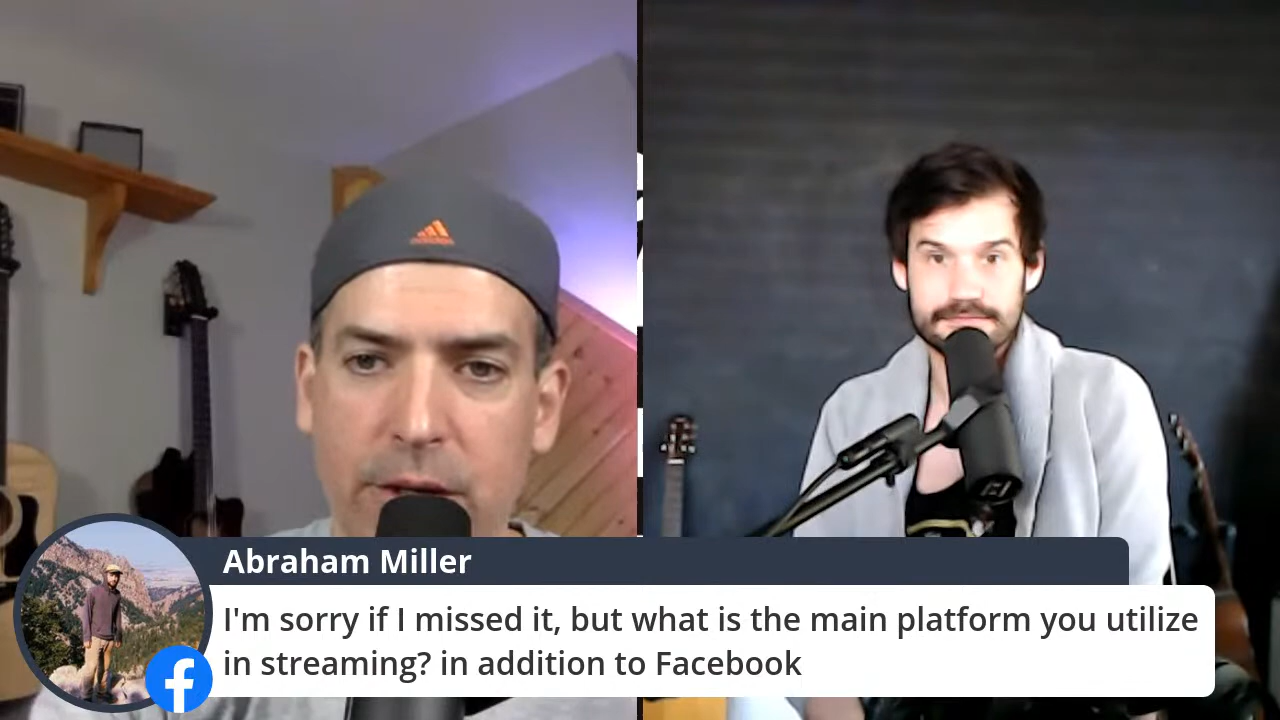 Abraham Miller
I'm sorry if I missed it, but what is the main platform you utilize
in streaming? in addition to Facebook